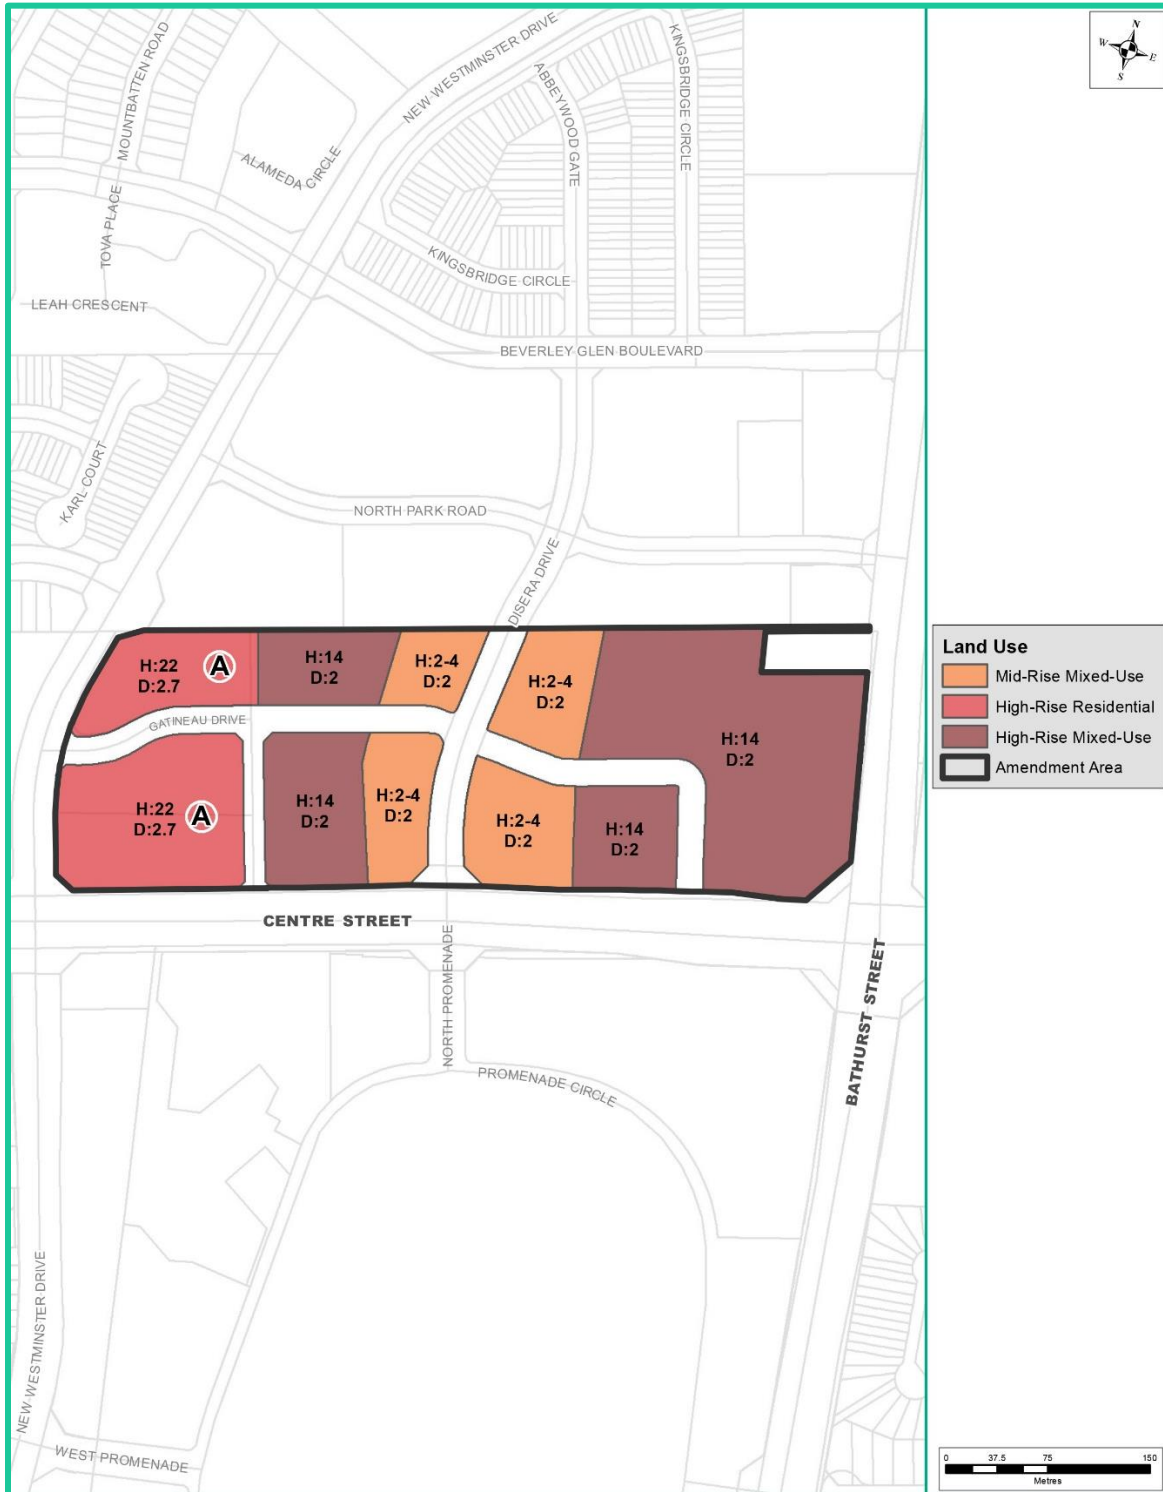 N
W
E
S
MOUNTBATTEN ROAD
NEW WESTMINSTER DRIVE
KINGSBRIDGE CIRCLE
ABBEYWOOD GATE
ALAMEDA CIRCLE
TOVA PLACE
KINGSBRIDGE CIRCLE
LEAH CRESCENT
BEVERLEY GLEN BOULEVARD
KARL COURT
NORTH PARK ROAD
DISERA DRIVE
H:22
D:2.7
A
H:14
D:2
H:2-4
D:2
H:2-4
D:2
H:14
D:2
GATINEAU DRIVE
H:22
D:2.7
A
H:14
D:2
H:2-4
D:2
H:2-4
D:2
H:14
D:2
Land Use
Mid-Rise Mixed-Use
High-Rise Residential
High-Rise Mixed-Use
Amendment Area
CENTRE STREET
NORTH PROMENADE
BATHURST STREET
PROMENADE CIRCLE
NEW WESTMINSTER DRIVE
WEST PROMENADE
0 37.5 75 150
Metres